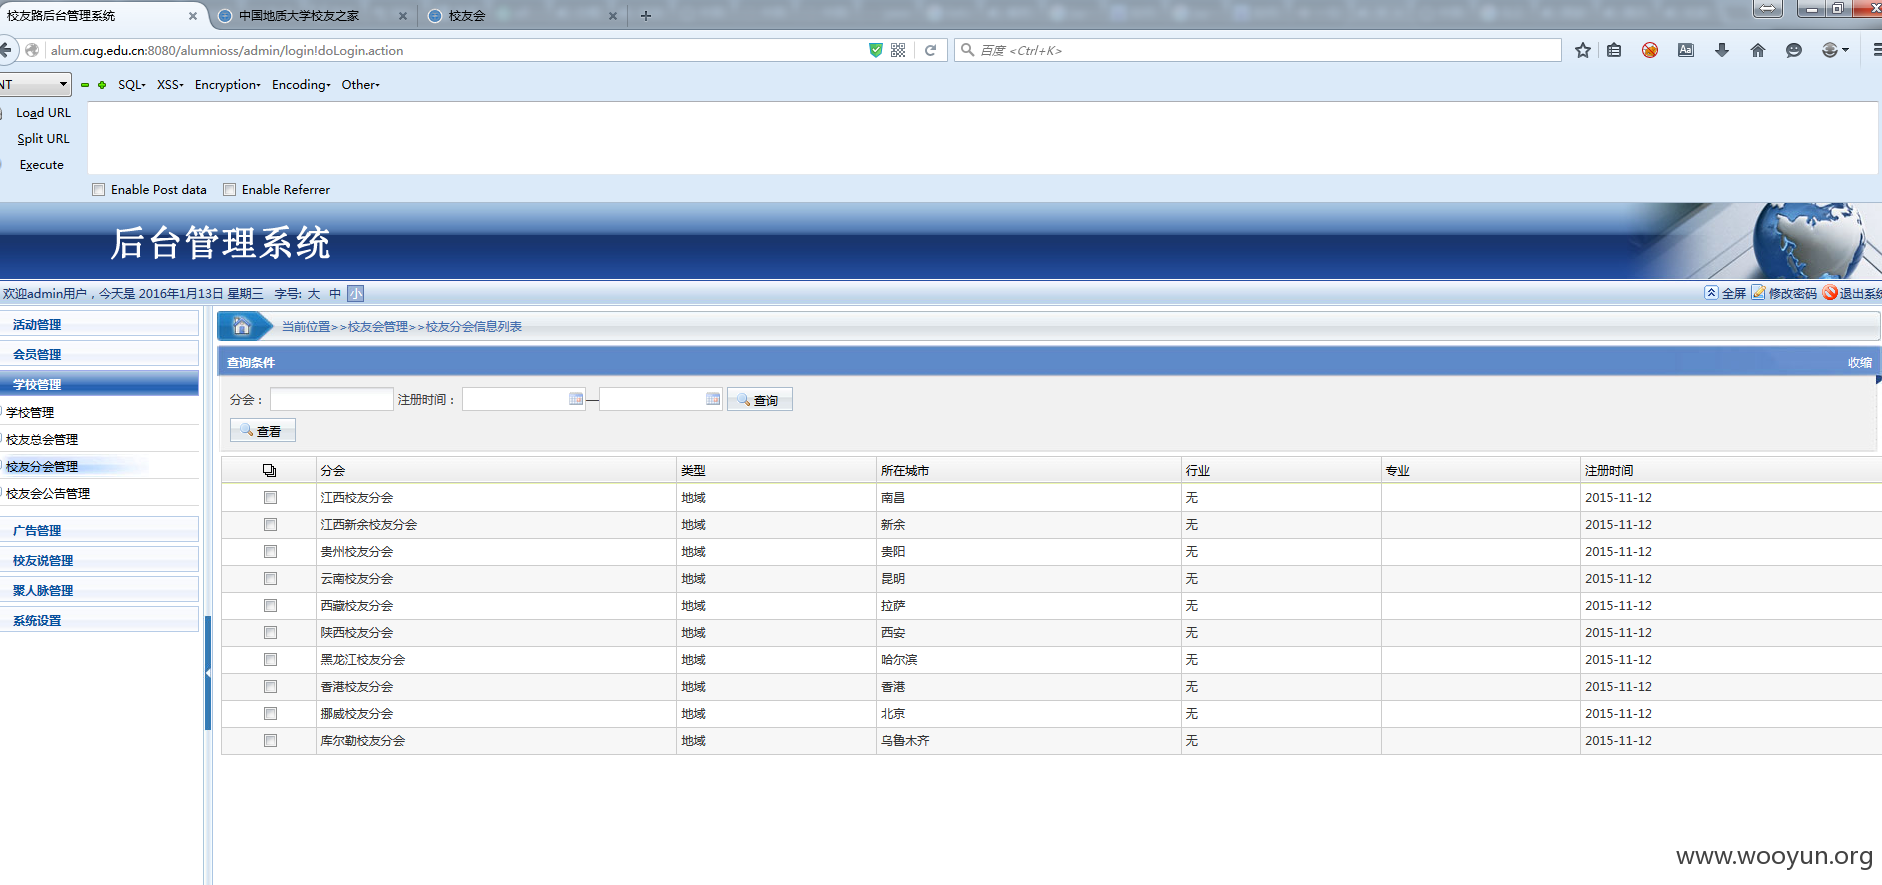 校友路后台管理系统
中国地质大学校友之家
校友会
alum.cug.edu.cn:8080/alumnioss/admin/login!doLogin.action
百度 <Ctrl+K>
NT
SQL
XSS
Encryption
Encoding
Other
Load URL
Split URL
Execute
Enable Post data
Enable Referrer
后台管理系统
欢迎admin用户，今天是 2016年1月13日 星期三 字号: 大 中 小
全屏 修改密码 退出系统
活动管理
会员管理
学校管理
学校管理
校友总会管理
校友分会管理
校友会公告管理
广告管理
校友说管理
聚人脉管理
系统设置
当前位置>>校友会管理>>校友分会信息列表
查询条件 收缩
分会： 注册时间： — 查询
查看
分会 类型 所在城市 行业 专业 注册时间
江西校友分会 地域 南昌 无 2015-11-12
江西新余校友分会 地域 新余 无 2015-11-12
贵州校友分会 地域 贵阳 无 2015-11-12
云南校友分会 地域 昆明 无 2015-11-12
西藏校友分会 地域 拉萨 无 2015-11-12
陕西校友分会 地域 西安 无 2015-11-12
黑龙江校友分会 地域 哈尔滨 无 2015-11-12
香港校友分会 地域 香港 无 2015-11-12
挪威校友分会 地域 北京 无 2015-11-12
库尔勒校友分会 地域 乌鲁木齐 无 2015-11-12
www.wooyun.org